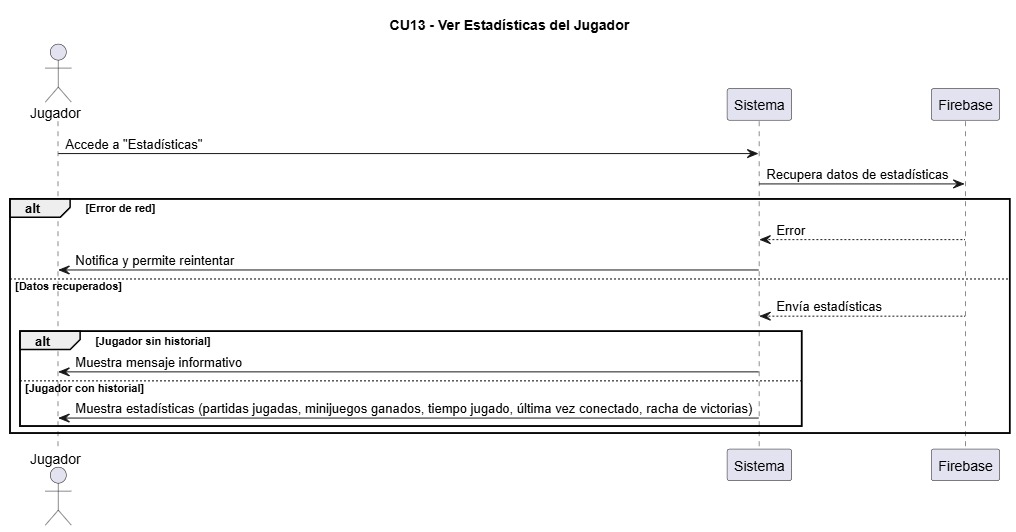 CU13 - Ver Estadísticas del Jugador
Jugador
Sistema
Firebase
Accede a "Estadísticas"
Recupera datos de estadísticas
alt [Error de red]
Error
Notifica y permite reintentar
[Datos recuperados]
Envía estadísticas
alt [Jugador sin historial]
Muestra mensaje informativo
[Jugador con historial]
Muestra estadísticas (partidas jugadas, minijuegos ganados, tiempo jugado, última vez conectado, racha de victorias)
Jugador
Sistema
Firebase